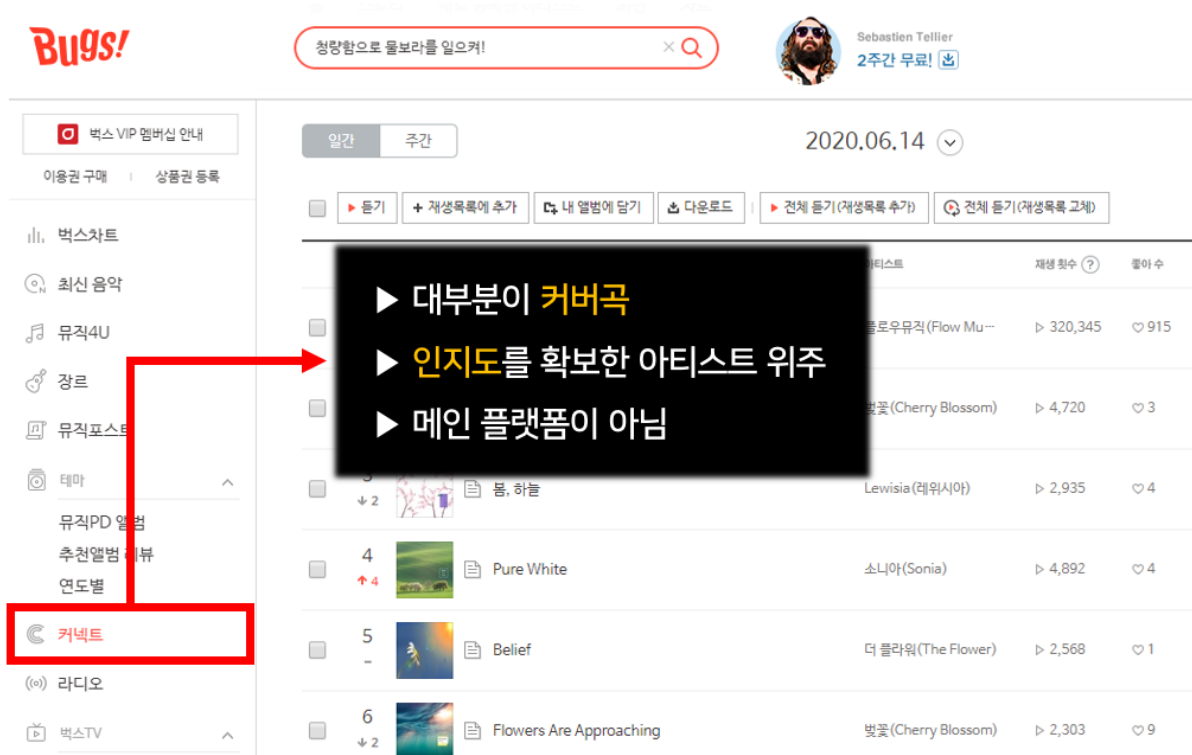 Bugs!
청량함으로 물보라를 일으켜!
Sebastien Tellier
2주간 무료!
벅스 VIP 멤버십 안내
이용권 구매
상품권 등록
일간 주간
2020.06.14
듣기 + 재생목록에 추가 내 앨범에 담기 다운로드 전체 듣기(재생목록 추가) 전체 듣기(재생목록 교체)
벅스차트
최신 음악
뮤직4U
장르
뮤직포스트
테마
뮤직PD 앨범
추천앨범 리뷰
연도별
커넥트
라디오
벅스TV
▶ 대부분이 커버곡
▶ 인지도를 확보한 아티스트 위주
▶ 메인 플랫폼이 아님
아티스트 재생 횟수 ? 좋아 수
플로우뮤직(Flow Mu… 320,345 915
벚꽃(Cherry Blossom) 4,720 3
3 2 봄, 하늘 Lewisia(레위시아) 2,935 4
4 4 Pure White 소니아(Sonia) 4,892 4
5 – Belief 더 플라워(The Flower) 2,568 1
6 2 Flowers Are Approaching 벚꽃(Cherry Blossom) 2,303 9